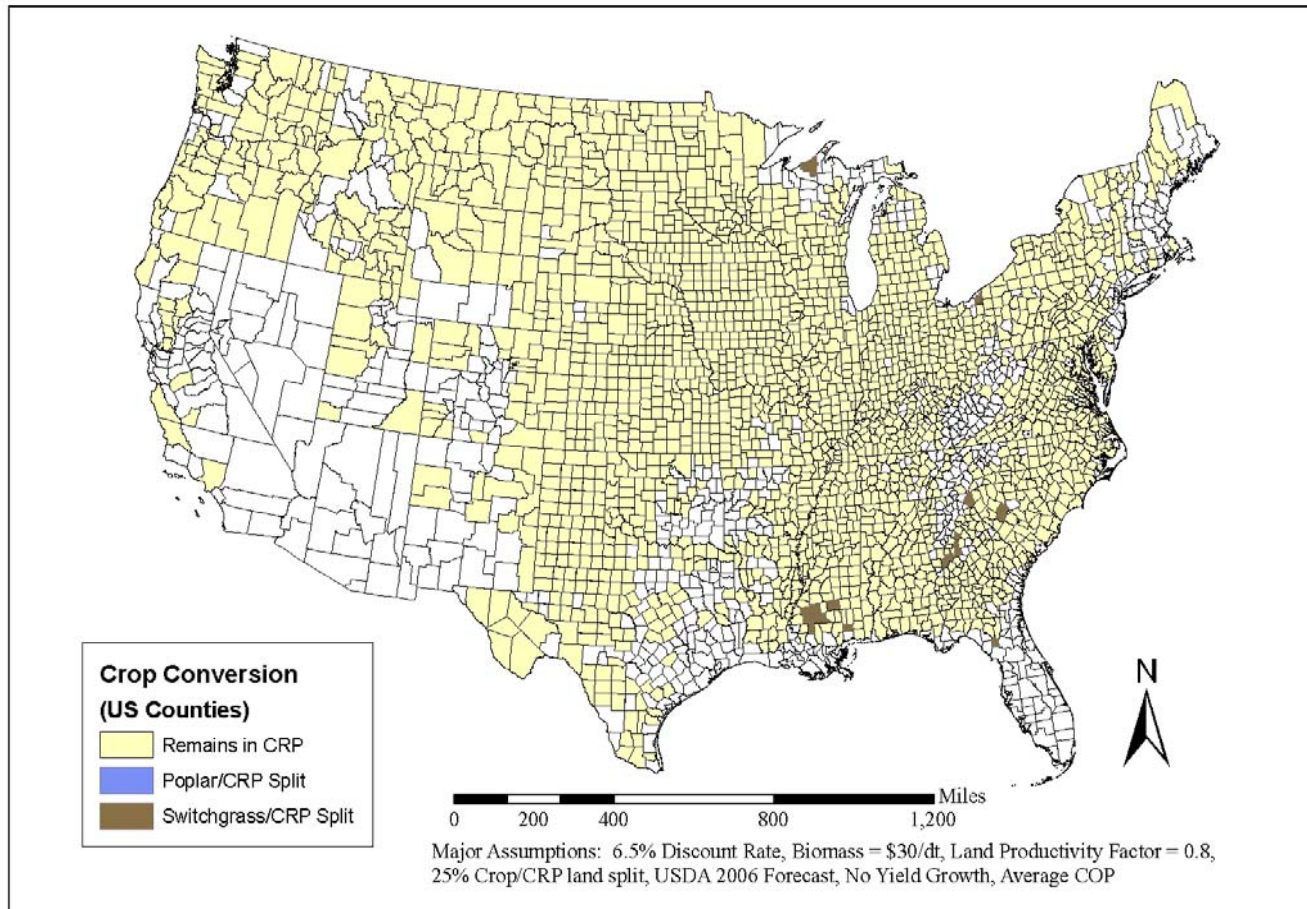 Crop Conversion
(US Counties)
Remains in CRP
Poplar/CRP Split
Switchgrass/CRP Split
N
Miles
0 200 400 800 1,200
Major Assumptions: 6.5% Discount Rate, Biomass = $30/dt, Land Productivity Factor = 0.8,
25% Crop/CRP land split, USDA 2006 Forecast, No Yield Growth, Average COP